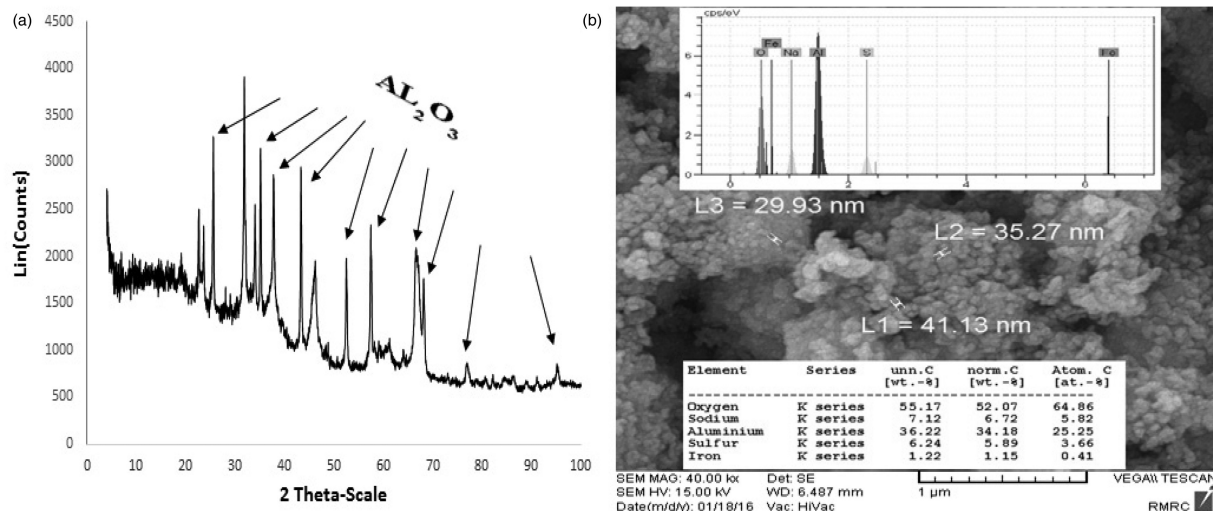 (a)
4500
4000
3500
3000
2500
2000
1500
1000
500
0
Lin(Counts)
AL2O3
0 10 20 30 40 50 60 70 80 90 100
2 Theta-Scale
(b)
cps/eV
6
4
2
0
O Fe Na Al S Fe
0 2 4 6
L3 = 29.93 nm
L2 = 35.27 nm
L1 = 41.13 nm
Element Series unn.C norm.C Atom. C
[wt.-%] [wt.-%] [at.-%]
Oxygen K series 55.17 52.07 64.86
Sodium K series 7.12 6.72 5.82
Aluminium K series 36.22 34.18 25.25
Sulfur K series 6.24 5.89 3.66
Iron K series 1.22 1.15 0.41
SEM MAG: 40.00 kx Det: SE
SEM HV: 15.00 kV WD: 6.487 mm
Date(m/d/y): 01/18/16 Vac: HiVac
1 µm
VEGA\\ TESCAN
RMRC